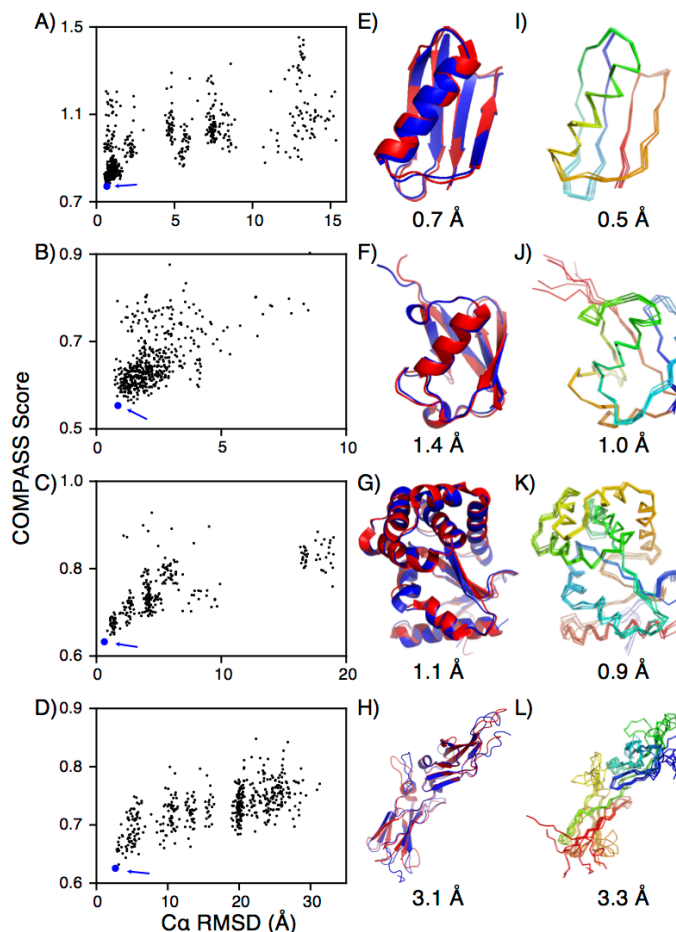 A)
1.5
1.1
0.7
0
5
10
15
E)
0.7 Å
I)
0.5 Å
B)
0.9
0.7
0.5
0
5
10
F)
1.4 Å
J)
1.0 Å
COMPASS Score
C)
1.0
0.8
0.6
0
10
20
G)
1.1 Å
K)
0.9 Å
D)
0.9
0.8
0.7
0.6
0
10
20
30
Cα RMSD (Å)
H)
3.1 Å
L)
3.3 Å